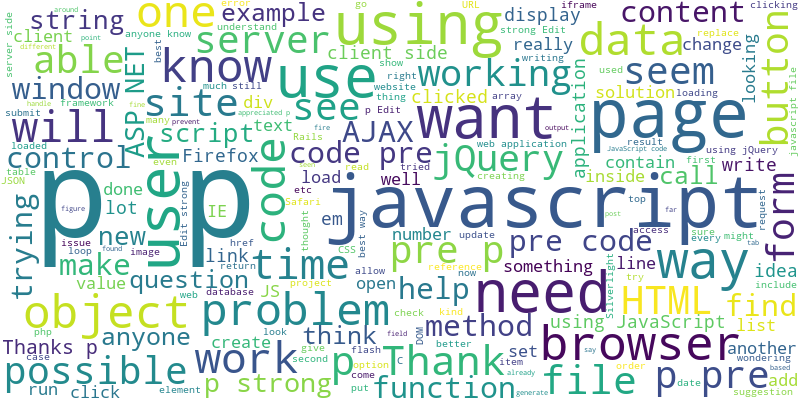 string
one
example
using
content
client
able
server
display
data
button
strong Edit
anyone know
client side
really
change
window
know
use
working
seem
looking
ASP NET
site
see
clicked
array
solution
div
script
text
AJAX
want
page
application
will
control
Firefox
code pre
jQuery
contain
write
inside
call
user
code
p p
javascript
load
well
form
trying
done
lot
IE
em
number
new
link
pre p
pre code
way
make
value
question
time
JS
open
help
something
line
idea
need
HTML
find
object
problem
method
using JavaScript
list
anyone
create
think
set
browser
another
Thanks p
possible
work
p
Thank
function
file
p pre
add
run
click
p strong
server side
best
error
understand
go
show
right
website
thing
much
still
writing
p Edit
URL
iframe
clicking
replace
used
loading
javascript file
around
point
different
handle
framework
fine
appreciated p
submit
many
prevent
loaded
JSON
table
even
Rails
fire
read
tried
web application
creating
output
result
JavaScript code
using jQuery
first
etc
seen
Safari
Edit strong
thought
top
far
access
request
post
sure
might
every
tab
figure
issue
image
loop
found
href
return
CSS
best way
update
allow
reference
now
kind
try
Silverlight
include
web
database
project
php
case
look
give
second
option
check
field
flash
come
put
C
DOM
better
item
already
say
order
wondering
based
date
suggestion
element
generate